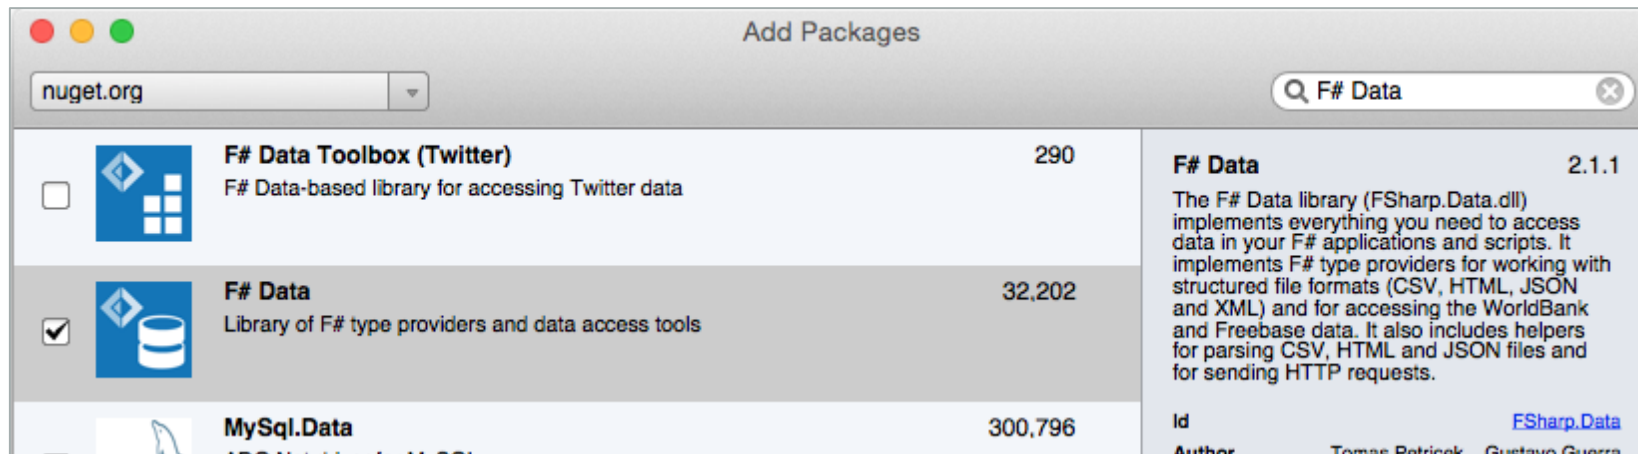 Add Packages
nuget.org
F# Data
F# Data Toolbox (Twitter) 290
F# Data-based library for accessing Twitter data
F# Data 32,202
Library of F# type providers and data access tools
MySql.Data 300,796
F# Data 2.1.1
The F# Data library (FSharp.Data.dll)
implements everything you need to access
data in your F# applications and scripts. It
implements F# type providers for working with
structured file formats (CSV, HTML, JSON
and XML) and for accessing the WorldBank
and Freebase data. It also includes helpers
for parsing CSV, HTML and JSON files and
for sending HTTP requests.
Id FSharp.Data
Author Tomas Petricek Gustavo Guerra